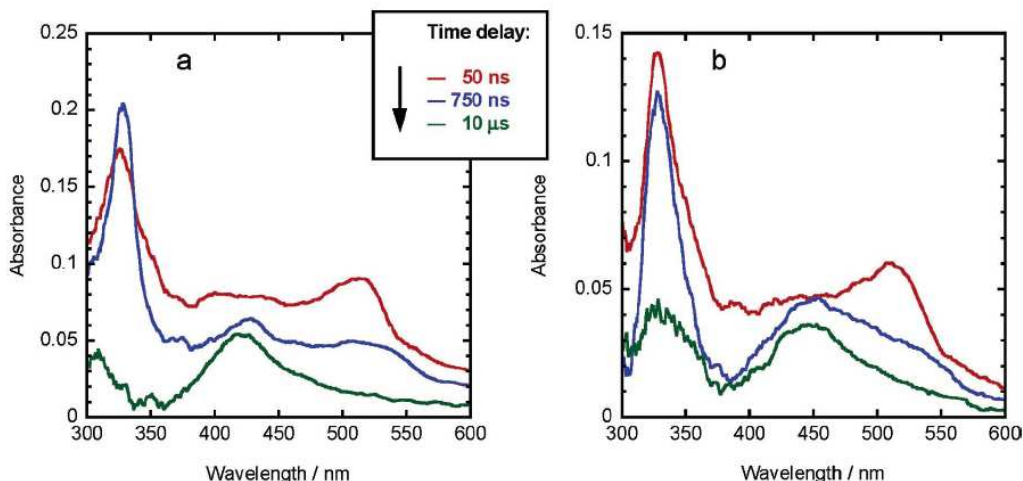 a
b
Time delay:
50 ns
750 ns
10 μs
0.25
0.2
0.15
0.1
0.05
0
Absorbance
300 350 400 450 500 550 600
Wavelength / nm
0.15
0.1
0.05
0
Absorbance
300 350 400 450 500 550 600
Wavelength / nm